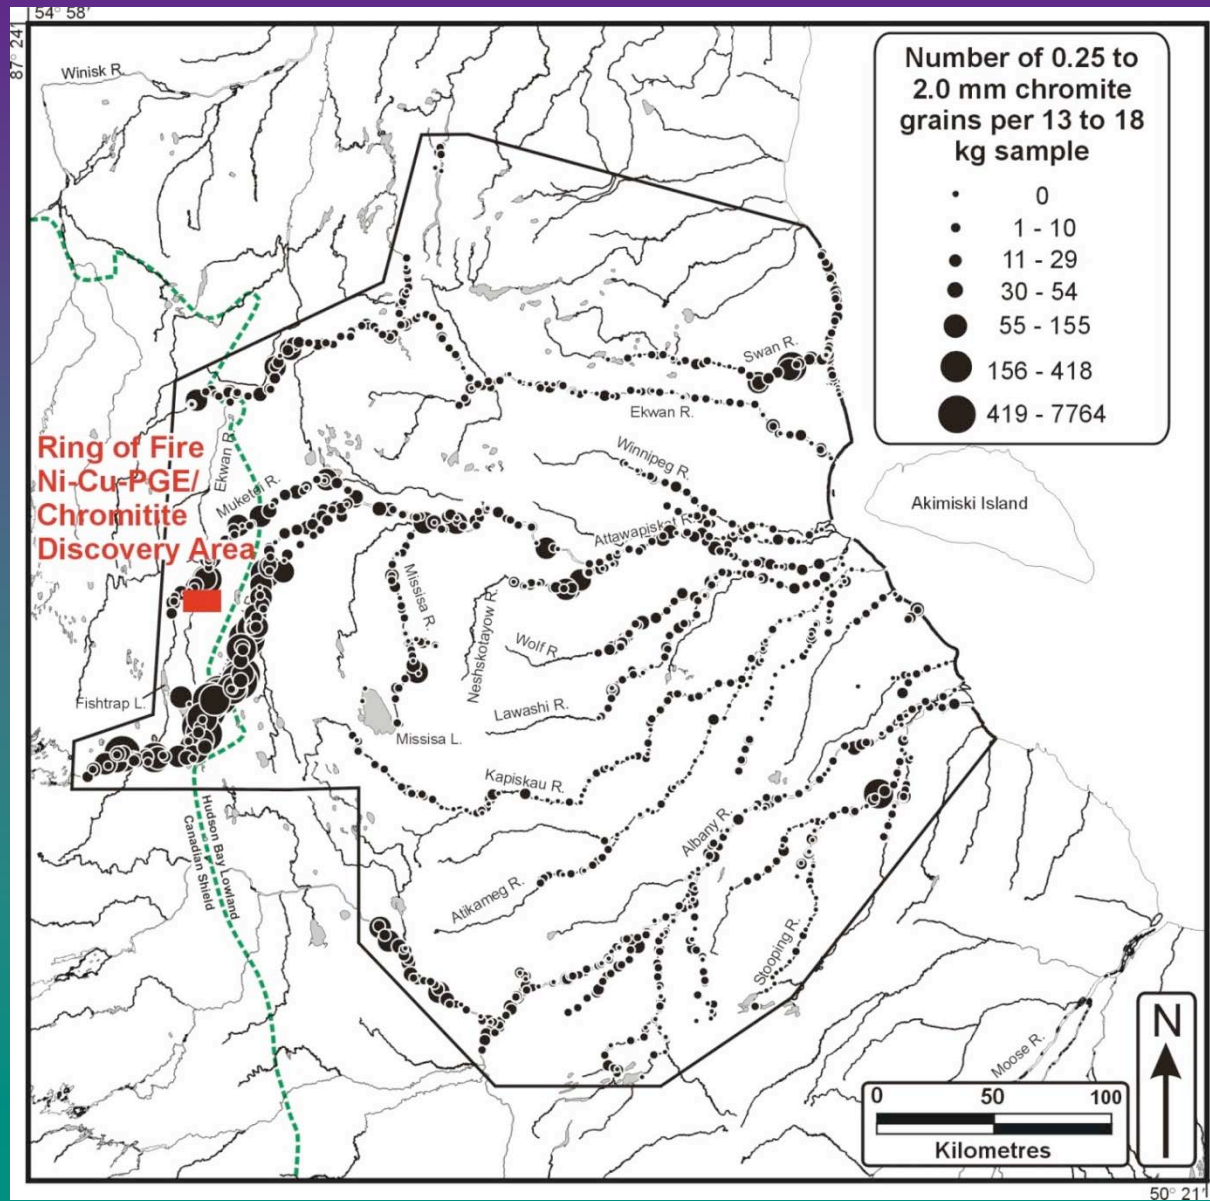 54° 58'
87° 24'
Winisk R.
Number of 0.25 to
2.0 mm chromite
grains per 13 to 18
kg sample
0
1 - 10
11 - 29
30 - 54
55 - 155
156 - 418
419 - 7764
Swan R.
Ekwan R.
Ring of Fire
Ni-Cu-PGE/
Chromitite
Discovery Area
Ekwan R.
Muketei R.
Winnipeg R.
Akimiski Island
Attawapiskat R.
Missisa R.
Neshskotayow R.
Wolf R.
Fishtrap L.
Lawashi R.
Missisa L.
Kapiskau R.
Hudson Bay Lowland
Canadian Shield
Albany R.
Atikameg R.
Stooping R.
Moose R.
N
0 50 100
Kilometres
50° 21'